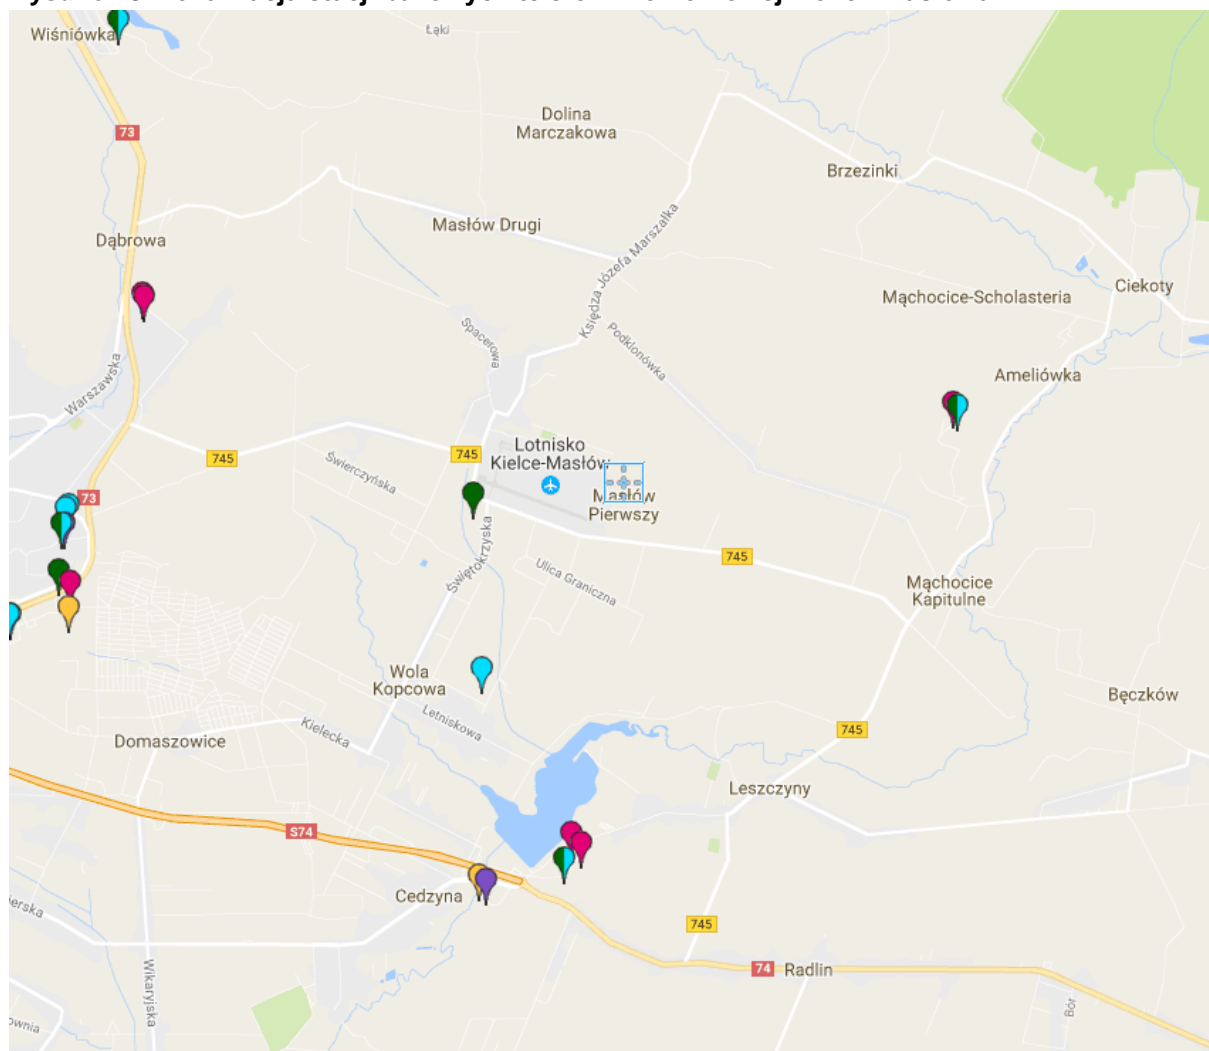 Wiśniówka
Łąki
73
Dolina
Marczakowa
Brzezinki
Masłów Drugi
Księdza Józefa Marszałka
Dąbrowa
Ciekoty
Mąchocice-Scholasteria
Spacerowa
Podklonówka
Warszawska
Ameliówka
745
745
Lotnisko
Kielce-Masłów
Świerczyńska
73
Masłów
Pierwszy
Świętokrzyska
745
Ulica Graniczna
Mąchocice
Kapitulne
Wola
Kopcowa
Bęczków
Letniskowa
Kielecka
745
Domaszowice
Leszczyny
S74
Cedzyna
745
74
Radlin
Wikaryjska
Bór